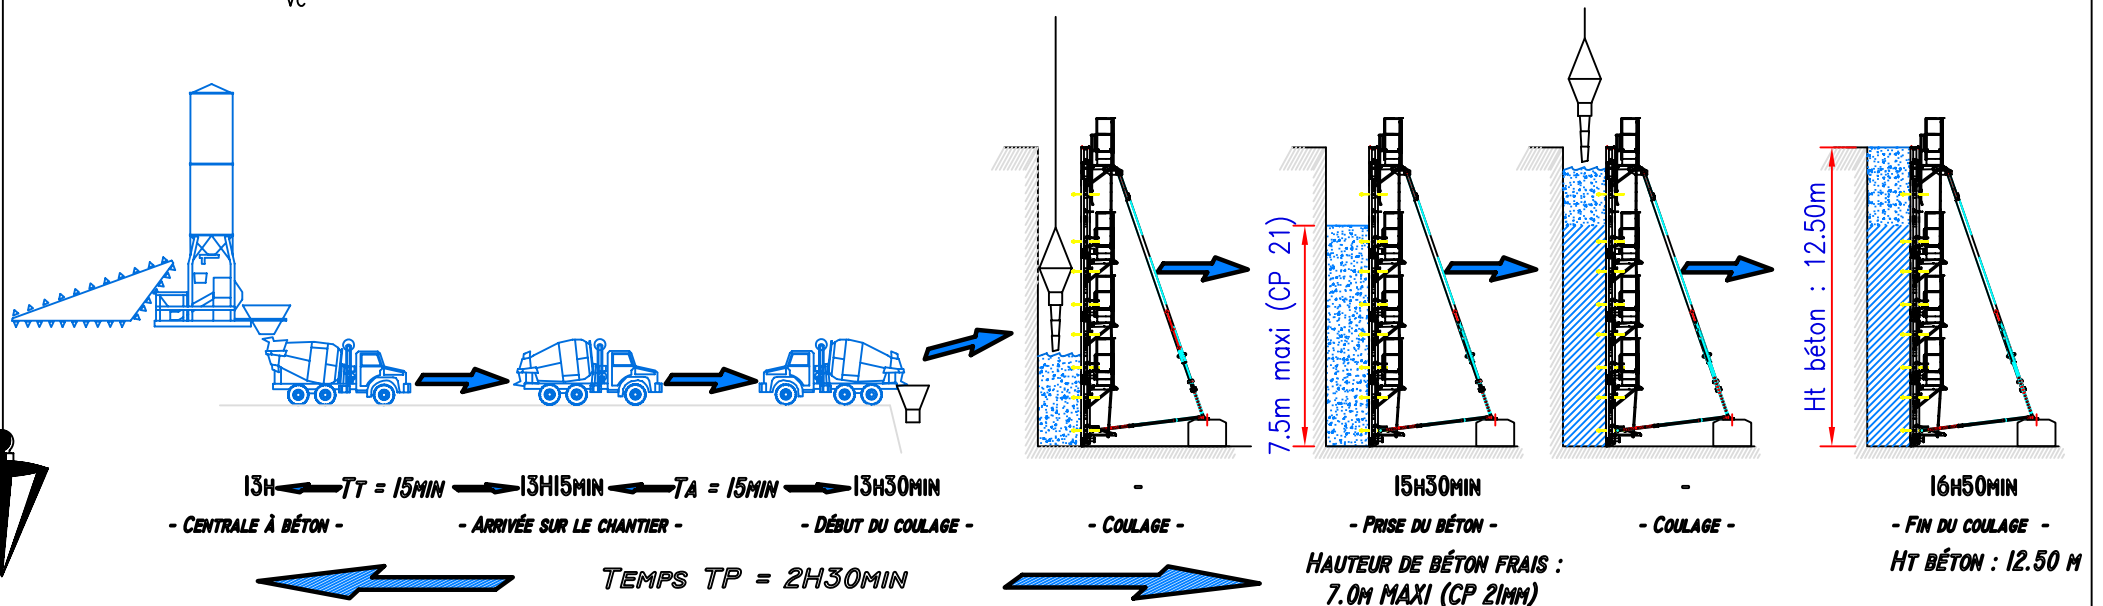 VC
7.5m maxi (CP 21)
Ht béton : 12.50m
13H TT = 15MIN 13H15MIN TA = 15MIN 13H30MIN - 15H30MIN - 16H50MIN
- CENTRALE À BÉTON - - ARRIVÉE SUR LE CHANTIER - - DÉBUT DU COULAGE - - COULAGE - - PRISE DU BÉTON - - COULAGE - - FIN DU COULAGE -
TEMPS TP = 2H30MIN
HAUTEUR DE BÉTON FRAIS :
7.0M MAXI (CP 21MM)
HT BÉTON : 12.50 M